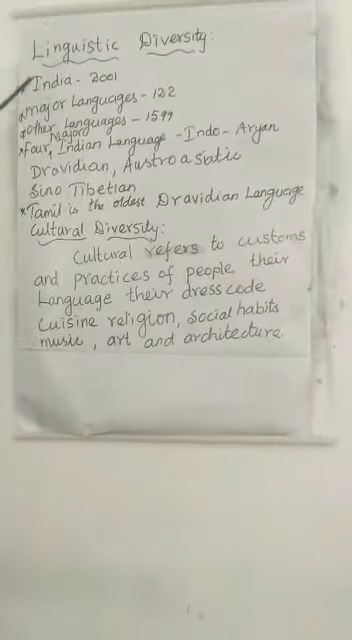 Linguistic Diversity:
India - 2001
*major Languages - 122
*other Languages - 1599
*Four Major Indian Language - Indo - Aryan
Dravidian, Austroasiatic
Sino Tibetian
*Tamil is the oldest Dravidian Language
Cultural Diversity:
Cultural refers to customs
and practices of people their
Language their dress code
Cuisine religion, social habits
music, art and architecture.